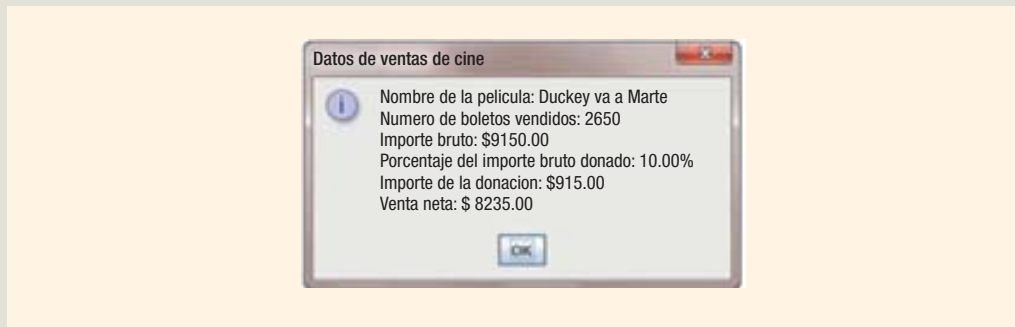 Datos de ventas de cine
Nombre de la pelicula: Duckey va a Marte
Numero de boletos vendidos: 2650
Importe bruto: $9150.00
Porcentaje del importe bruto donado: 10.00%
Importe de la donacion: $915.00
Venta neta: $ 8235.00
OK